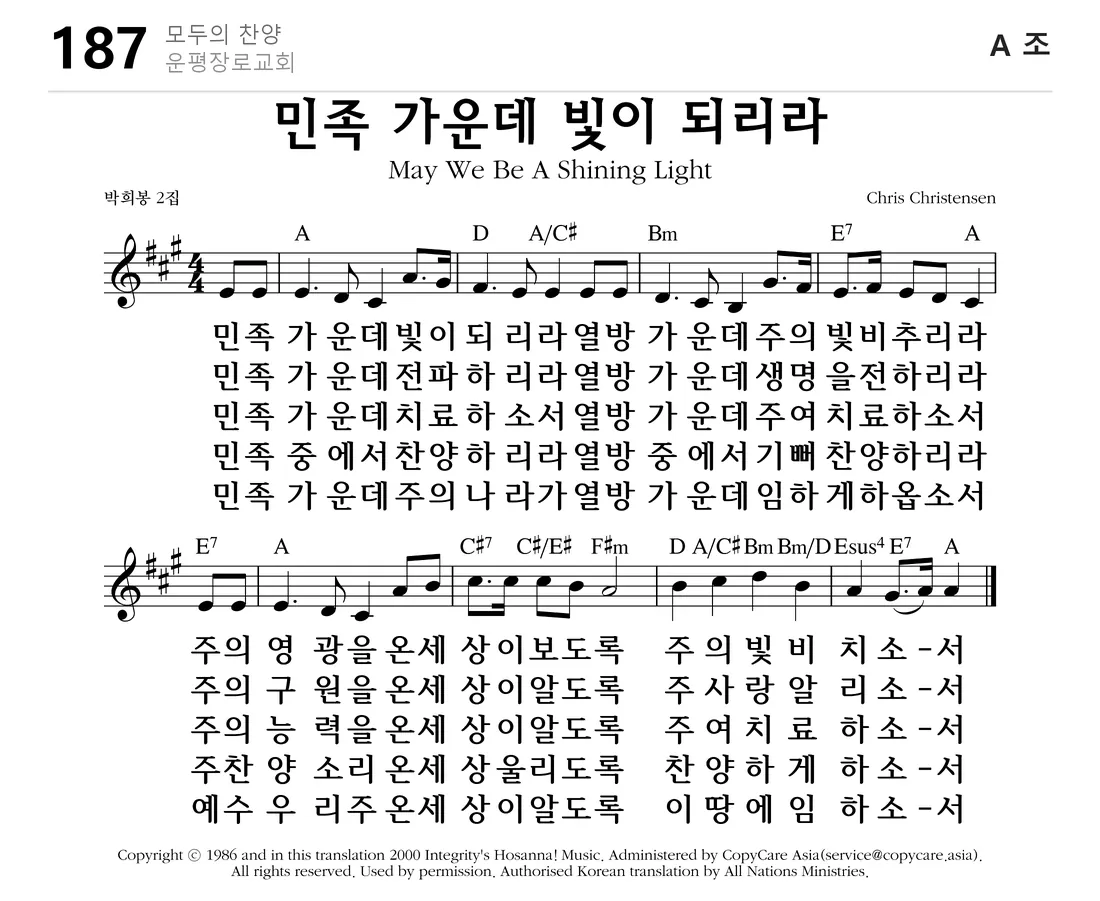 187 모두의 찬양 A 조
운평장로교회
민족 가운데 빛이 되리라
May We Be A Shining Light
박희봉 2집 Chris Christensen
A D A/C♯ Bm E7 A
4/4
민족 가 운데 빛이 되 리라 열방 가 운데 주의 빛비추리라
민족 가 운데 전파 하 리라 열방 가 운데 생명 을전하리라
민족 가 운데 치료 하 소서 열방 가 운데 주여 치료하소서
민족 중 에서 찬양 하 리라 열방 중 에서 기뻐 찬양하리라
민족 가 운데 주의 나 라가 열방 가 운데 임하 게하옵소서
E7 A C♯7 C♯/E♯ F♯m D A/C♯ Bm Bm/D Esus4 E7 A
주의 영 광을 온세 상이보도록 주 의 빛 비 치 소 -서
주의 구 원을 온세 상이알도록 주 사 랑 알 리 소 -서
주의 능 력을 온세 상이알도록 주 여 치 료 하 소 -서
주찬 양 소리 온세 상울리도록 찬 양 하 게 하 소 -서
예수 우 리주 온세 상이알도록 이 땅 에 임 하 소 -서
Copyright ⓒ 1986 and in this translation 2000 Integrity's Hosanna! Music. Administered by CopyCare Asia(service@copycare.asia).
All rights reserved. Used by permission. Authorised Korean translation by All Nations Ministries.